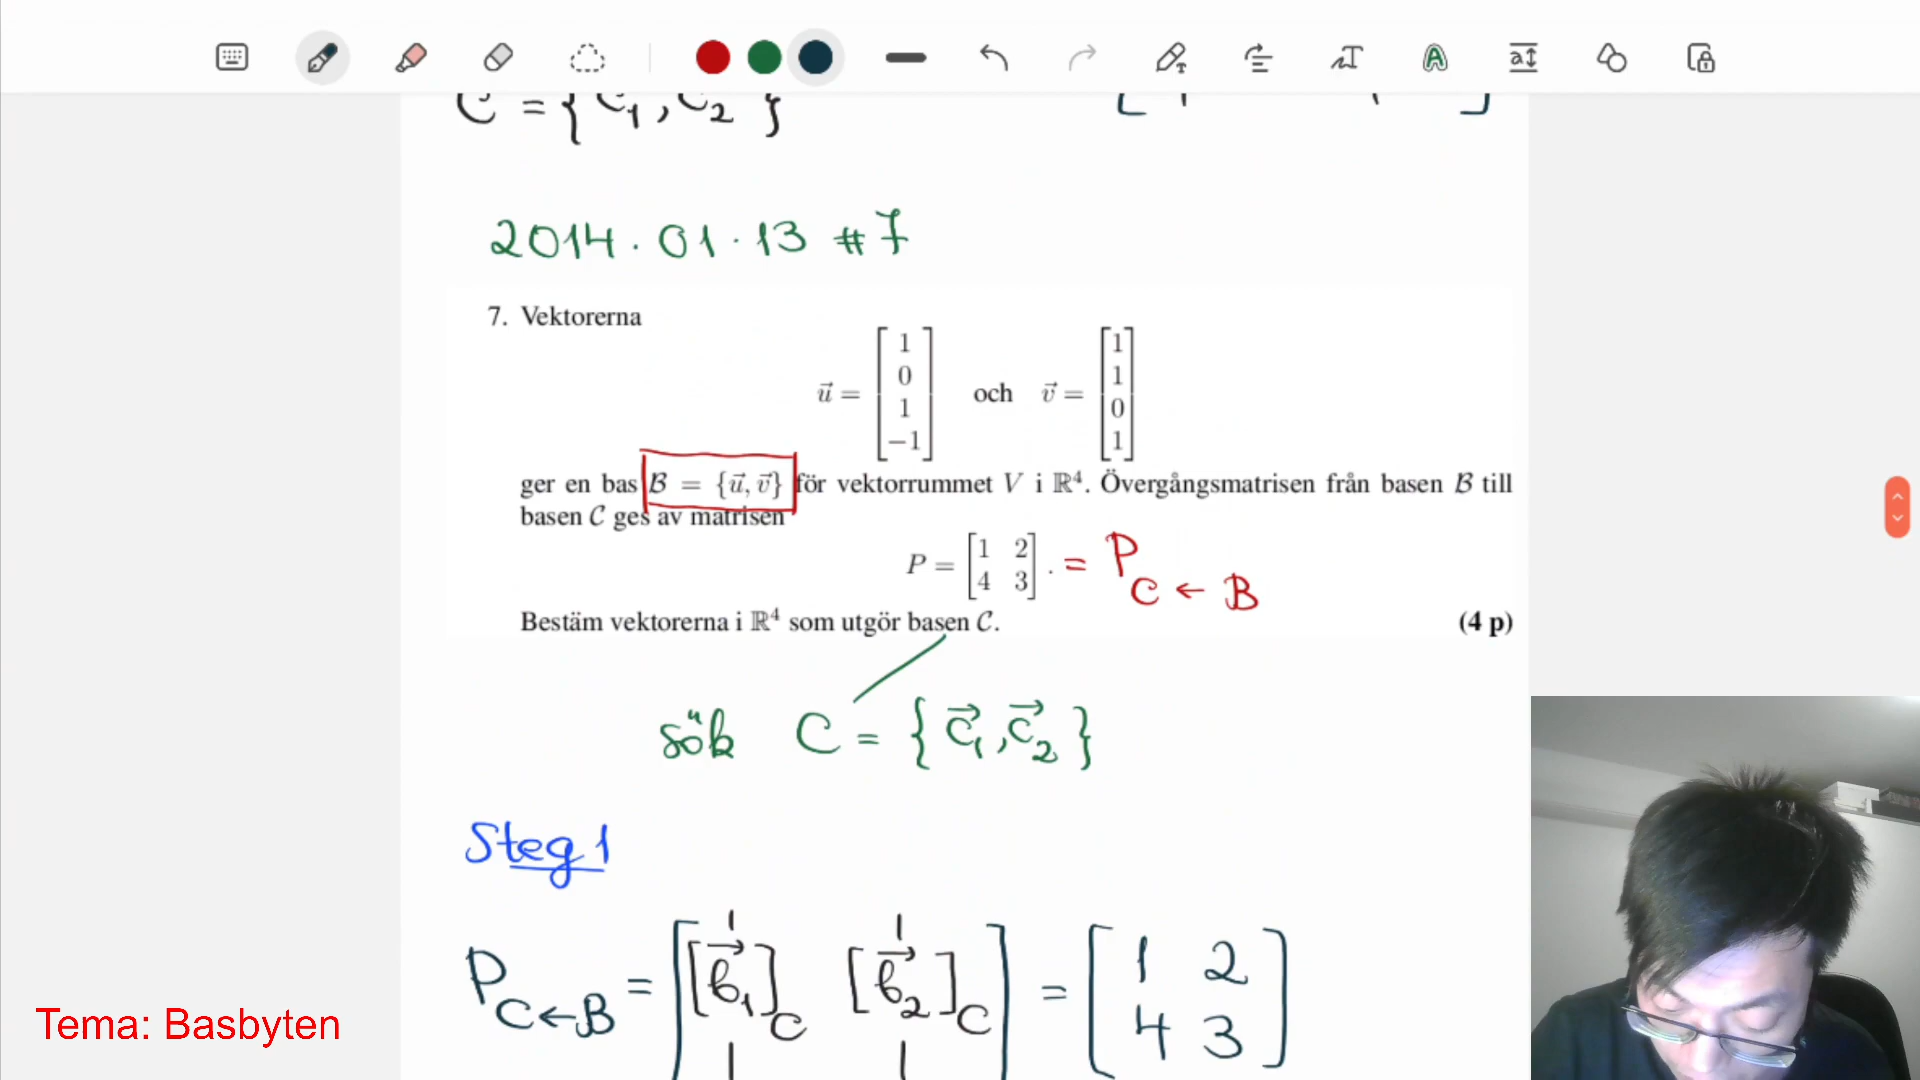 C = { c₁ , c₂ }
2014.01.13 #7
7. Vektorerna
u⃗ = [1 0 1 −1] och v⃗ = [1 1 0 1]
ger en bas B = {u⃗, v⃗} för vektorrummet V i ℝ⁴. Övergångsmatrisen från basen B till
basen C ges av matrisen
P = [1 2 4 3] . = P C ← B
Bestäm vektorerna i ℝ⁴ som utgör basen C. (4 p)
sök C = { c⃗₁ , c⃗₂ }
Steg 1
P C←B = [ [b⃗₁]C [b⃗₂]C ] = [ 1 2 4 3 ]
Tema: Basbyten